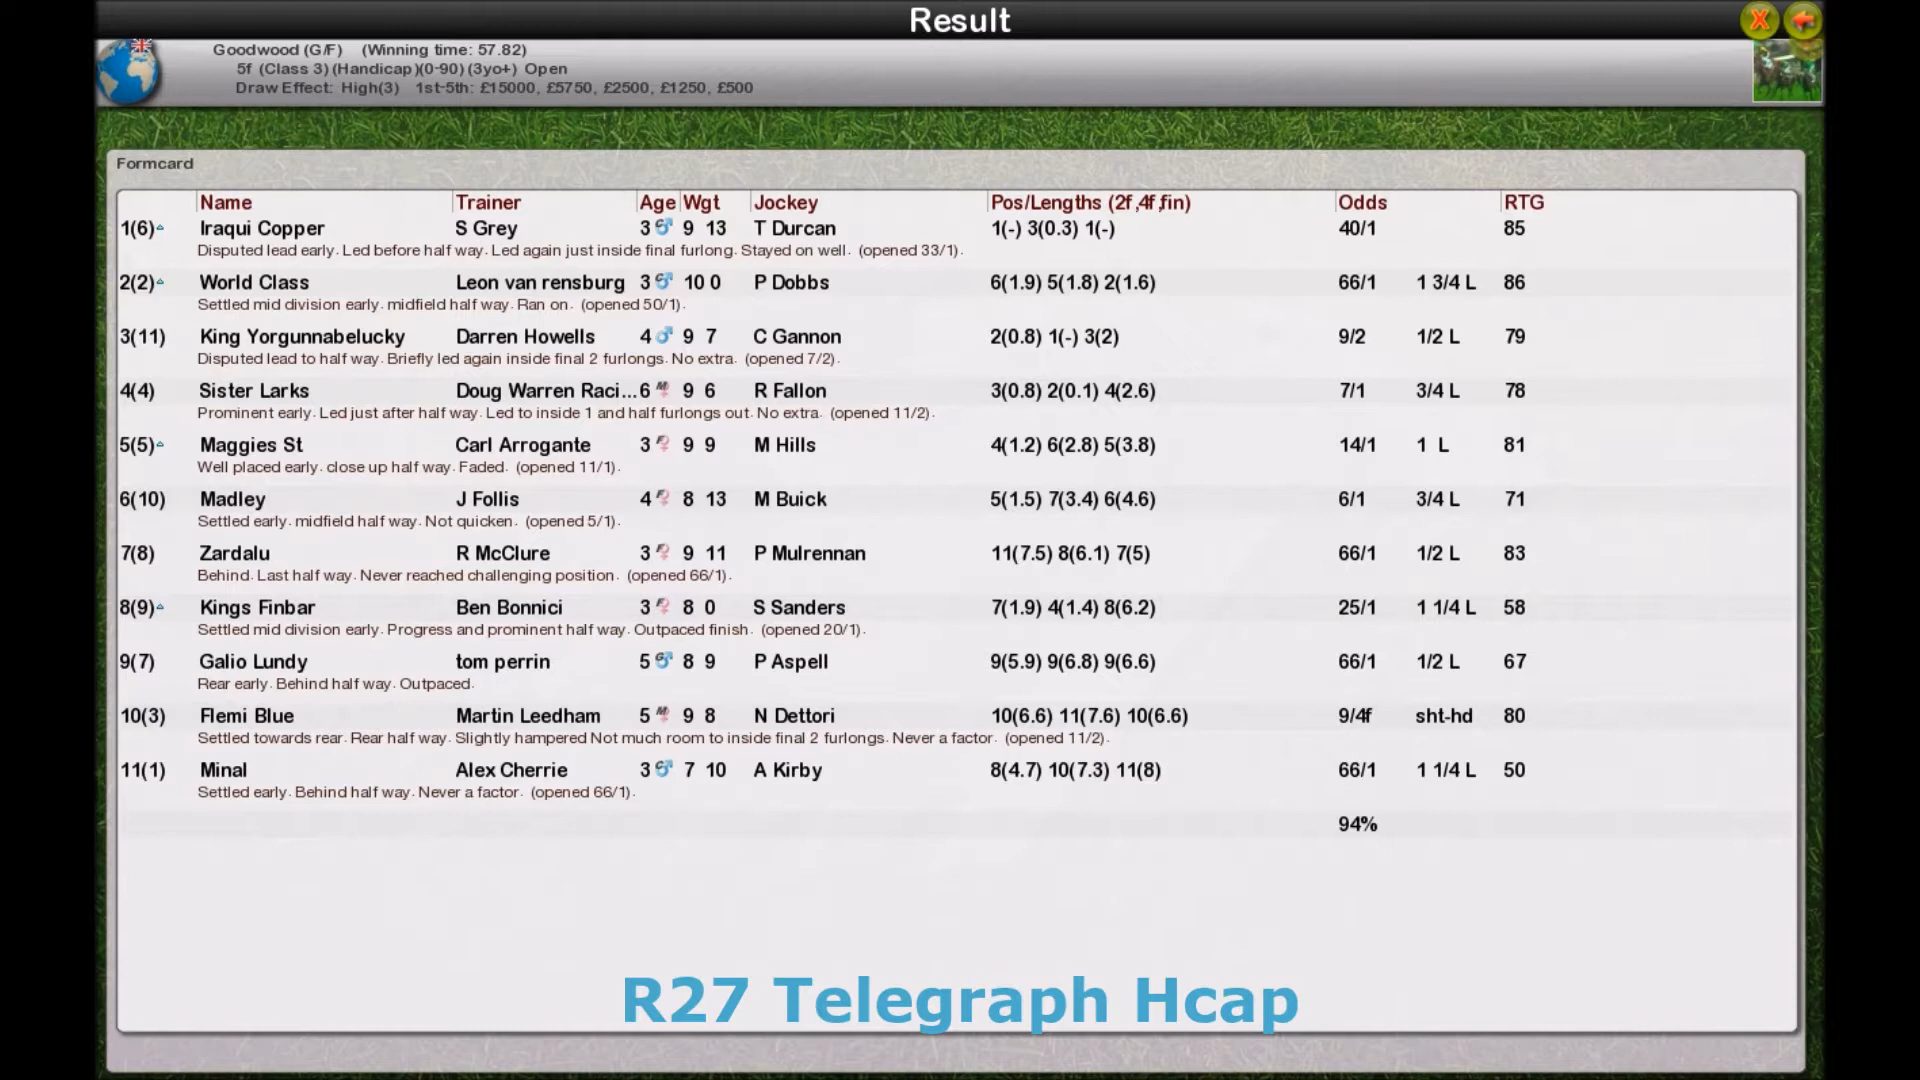 Result
Goodwood (G/F) (Winning time: 57.82)
5f (Class 3) (Handicap)(0-90) (3yo+) Open
Draw Effect: High(3) 1st-5th: £15000, £5750, £2500, £1250, £500
Formcard
Name Trainer Age Wgt Jockey Pos/Lengths (2f,4f,fin) Odds RTG
1(6) Iraqui Copper S Grey 3 9 13 T Durcan 1(-) 3(0.3) 1(-) 40/1 85
Disputed lead early. Led before half way. Led again just inside final furlong. Stayed on well. (opened 33/1).
2(2) World Class Leon van rensburg 3 10 0 P Dobbs 6(1.9) 5(1.8) 2(1.6) 66/1 1 3/4 L 86
Settled mid division early. midfield half way. Ran on. (opened 50/1).
3(11) King Yorgunnabelucky Darren Howells 4 9 7 C Gannon 2(0.8) 1(-) 3(2) 9/2 1/2 L 79
Disputed lead to half way. Briefly led again inside final 2 furlongs. No extra. (opened 7/2).
4(4) Sister Larks Doug Warren Raci... 6 9 6 R Fallon 3(0.8) 2(0.1) 4(2.6) 7/1 3/4 L 78
Prominent early. Led just after half way. Led to inside 1 and half furlongs out. No extra. (opened 11/2).
5(5) Maggies St Carl Arrogante 3 9 9 M Hills 4(1.2) 6(2.8) 5(3.8) 14/1 1 L 81
Well placed early. close up half way. Faded. (opened 11/1).
6(10) Madley J Follis 4 8 13 M Buick 5(1.5) 7(3.4) 6(4.6) 6/1 3/4 L 71
Settled early. midfield half way. Not quicken. (opened 5/1).
7(8) Zardalu R McClure 3 9 11 P Mulrennan 11(7.5) 8(6.1) 7(5) 66/1 1/2 L 83
Behind. Last half way. Never reached challenging position. (opened 66/1).
8(9) Kings Finbar Ben Bonnici 3 8 0 S Sanders 7(1.9) 4(1.4) 8(6.2) 25/1 1 1/4 L 58
Settled mid division early. Progress and prominent half way. Outpaced finish. (opened 20/1).
9(7) Galio Lundy tom perrin 5 8 9 P Aspell 9(5.9) 9(6.8) 9(6.6) 66/1 1/2 L 67
Rear early. Behind half way. Outpaced.
10(3) Flemi Blue Martin Leedham 5 9 8 N Dettori 10(6.6) 11(7.6) 10(6.6) 9/4f sht-hd 80
Settled towards rear. Rear half way. Slightly hampered Not much room to inside final 2 furlongs. Never a factor. (opened 11/2).
11(1) Minal Alex Cherrie 3 7 10 A Kirby 8(4.7) 10(7.3) 11(8) 66/1 1 1/4 L 50
Settled early. Behind half way. Never a factor. (opened 66/1).
94%
R27 Telegraph Hcap